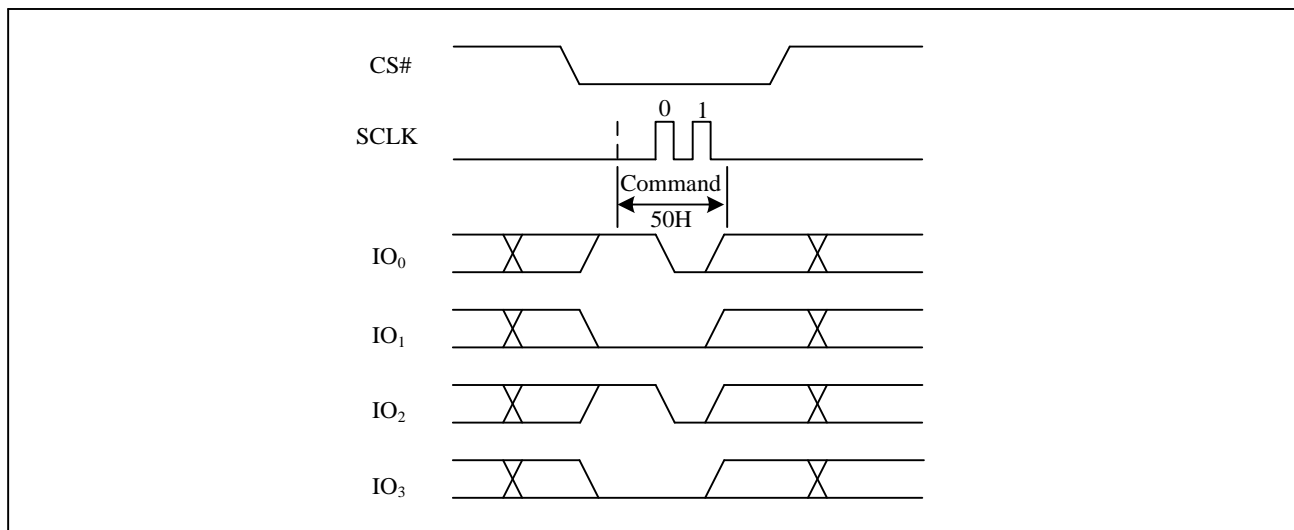 CS#
0 1
SCLK
Command
50H
IO₀
IO₁
IO₂
IO₃